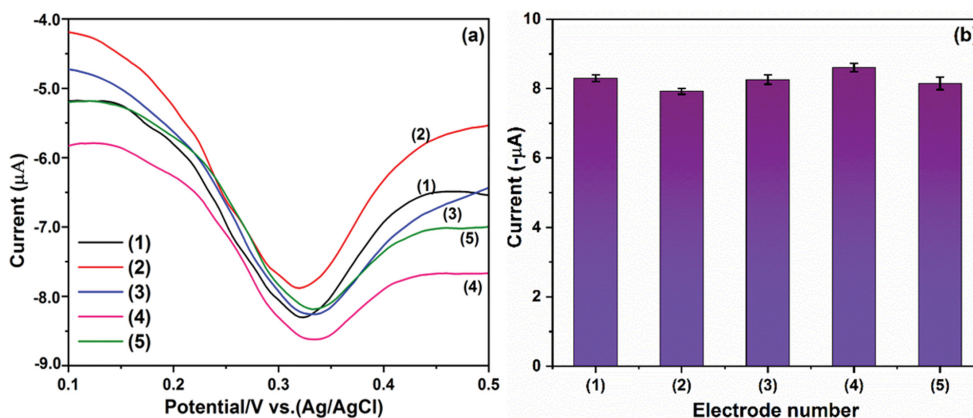 (a)
-4.0
-5.0
-6.0
-7.0
-8.0
-9.0
Current (μA)
(2)
(1)
(3)
(5)
(4)
(1)
(2)
(3)
(4)
(5)
0.1 0.2 0.3 0.4 0.5
Potential/V vs.(Ag/AgCl)
(b)
10
8
6
4
2
0
Current (-μA)
(1) (2) (3) (4) (5)
Electrode number